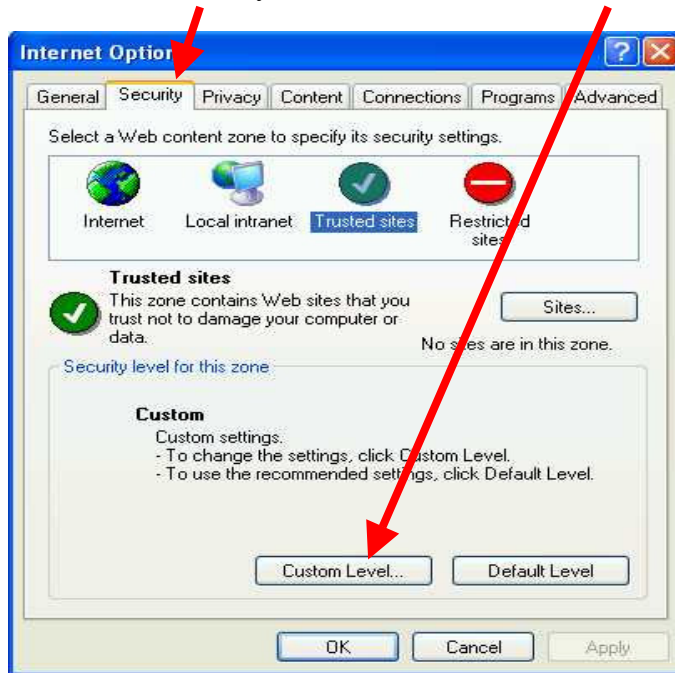 Internet Option
General Security Privacy Content Connections Programs Advanced
Select a Web content zone to specify its security settings.
Internet Local intranet Trusted sites Restricted
sites
Trusted sites
This zone contains Web sites that you
trust not to damage your computer or
data.
Sites...
No sites are in this zone.
Security level for this zone
Custom
Custom settings.
- To change the settings, click Custom Level.
- To use the recommended settings, click Default Level.
Custom Level... Default Level
OK Cancel Apply